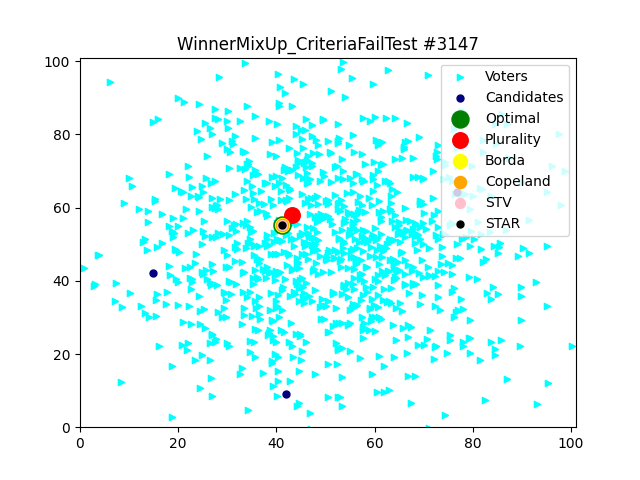 WinnerMixUp_CriteriaFailTest #3147
100
80
60
40
20
0
0 20 40 60 80 100
Voters
Candidates
Optimal
Plurality
Borda
Copeland
STV
STAR